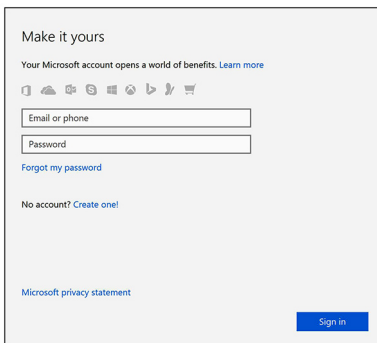 Make it yours
Your Microsoft account opens a world of benefits. Learn more
Email or phone
Password
Forgot my password
No account? Create one!
Microsoft privacy statement
Sign in